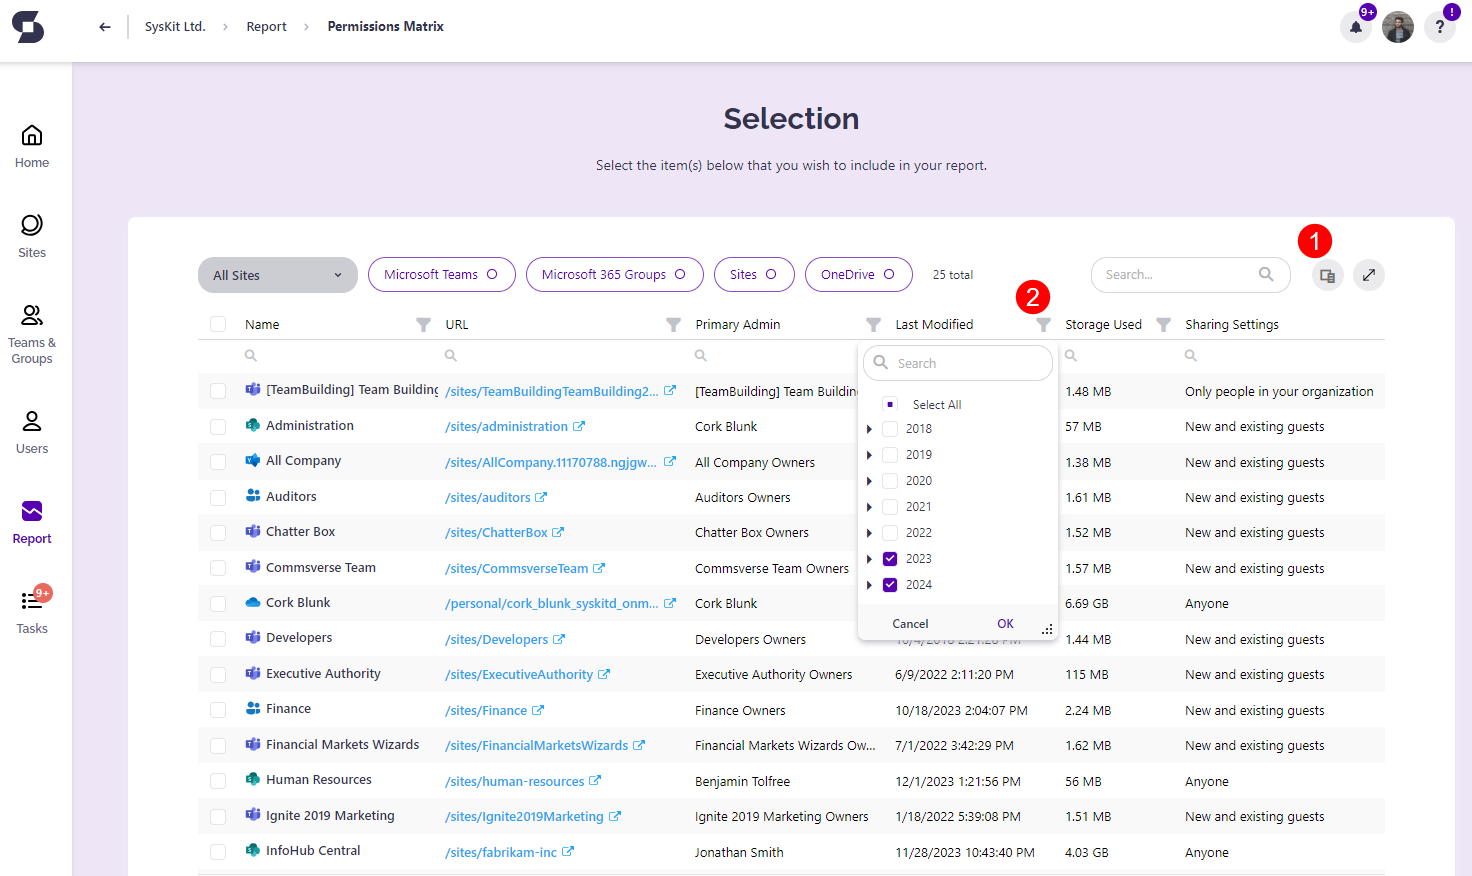 SysKit Ltd. Report Permissions Matrix 9+ ! ?
Selection
Select the item(s) below that you wish to include in your report.
Home
Sites
Teams &
Groups
Users
Report
9+
Tasks
1
All Sites Microsoft Teams Microsoft 365 Groups Sites OneDrive 25 total Search...
2
Name URL Primary Admin Last Modified Storage Used Sharing Settings
Search
Select All
2018
2019
2020
2021
2022
2023
2024
Cancel OK
[TeamBuilding] Team Building /sites/TeamBuildingTeamBuilding2... [TeamBuilding] Team Buildin 1.48 MB Only people in your organization
Administration /sites/administration Cork Blunk 57 MB New and existing guests
All Company /sites/AllCompany.11170788.ngjgw... All Company Owners 1.38 MB New and existing guests
Auditors /sites/auditors Auditors Owners 1.61 MB New and existing guests
Chatter Box /sites/ChatterBox Chatter Box Owners 1.52 MB New and existing guests
Commsverse Team /sites/CommsverseTeam Commsverse Team Owners 1.57 MB New and existing guests
Cork Blunk /personal/cork_blunk_syskitd_onm... Cork Blunk 6.69 GB Anyone
Developers /sites/Developers Developers Owners 1.44 MB New and existing guests
Executive Authority /sites/ExecutiveAuthority Executive Authority Owners 6/9/2022 2:11:20 PM 115 MB New and existing guests
Finance /sites/Finance Finance Owners 10/18/2023 2:04:07 PM 2.24 MB New and existing guests
Financial Markets Wizards /sites/FinancialMarketsWizards Financial Markets Wizards Ow... 7/1/2022 3:42:29 PM 1.62 MB New and existing guests
Human Resources /sites/human-resources Benjamin Tolfree 12/1/2023 1:21:56 PM 56 MB Anyone
Ignite 2019 Marketing /sites/Ignite2019Marketing Ignite 2019 Marketing Owners 1/18/2022 5:39:08 PM 1.51 MB New and existing guests
InfoHub Central /sites/fabrikam-inc Jonathan Smith 11/28/2023 10:43:40 PM 4.03 GB Anyone